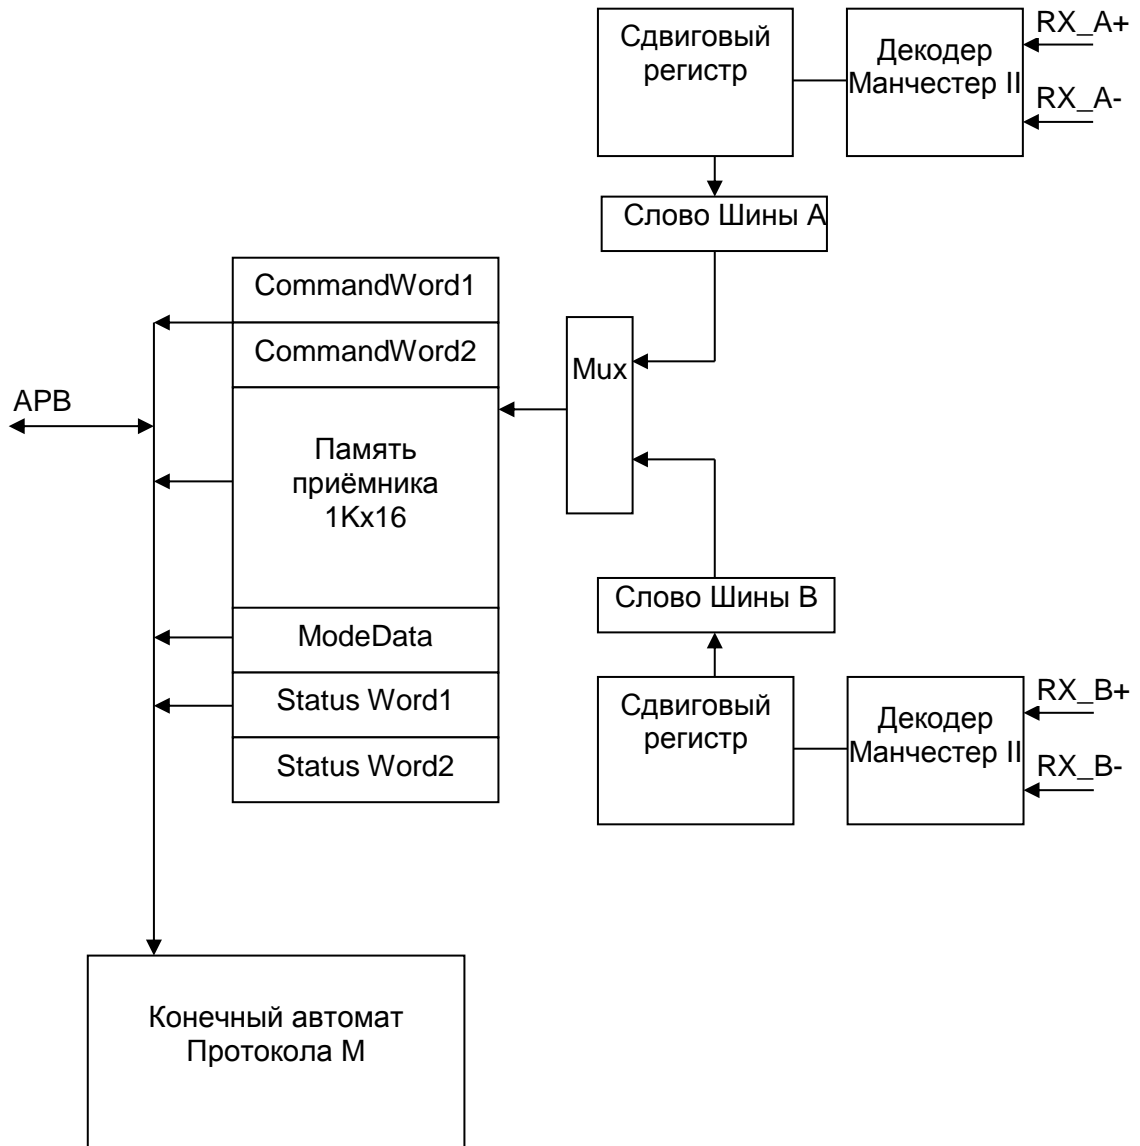 Сдвиговый
регистр
Декодер
Манчестер II
RX_A+
RX_A-
Слово Шины А
CommandWord1
CommandWord2
Mux
APB
Память
приёмника
1Kx16
Слово Шины В
ModeData
Status Word1
Status Word2
Сдвиговый
регистр
Декодер
Манчестер II
RX_B+
RX_B-
Конечный автомат
Протокола М